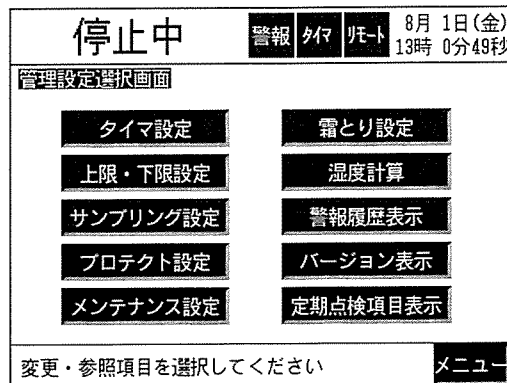 停止中 警報 タイマ リモート 8月 1日(金)
13時 0分49秒
管理設定選択画面
タイマ設定 霜とり設定
上限・下限設定 湿度計算
サンプリング設定 警報履歴表示
プロテクト設定 バージョン表示
メンテナンス設定 定期点検項目表示
変更・参照項目を選択してください メニュー